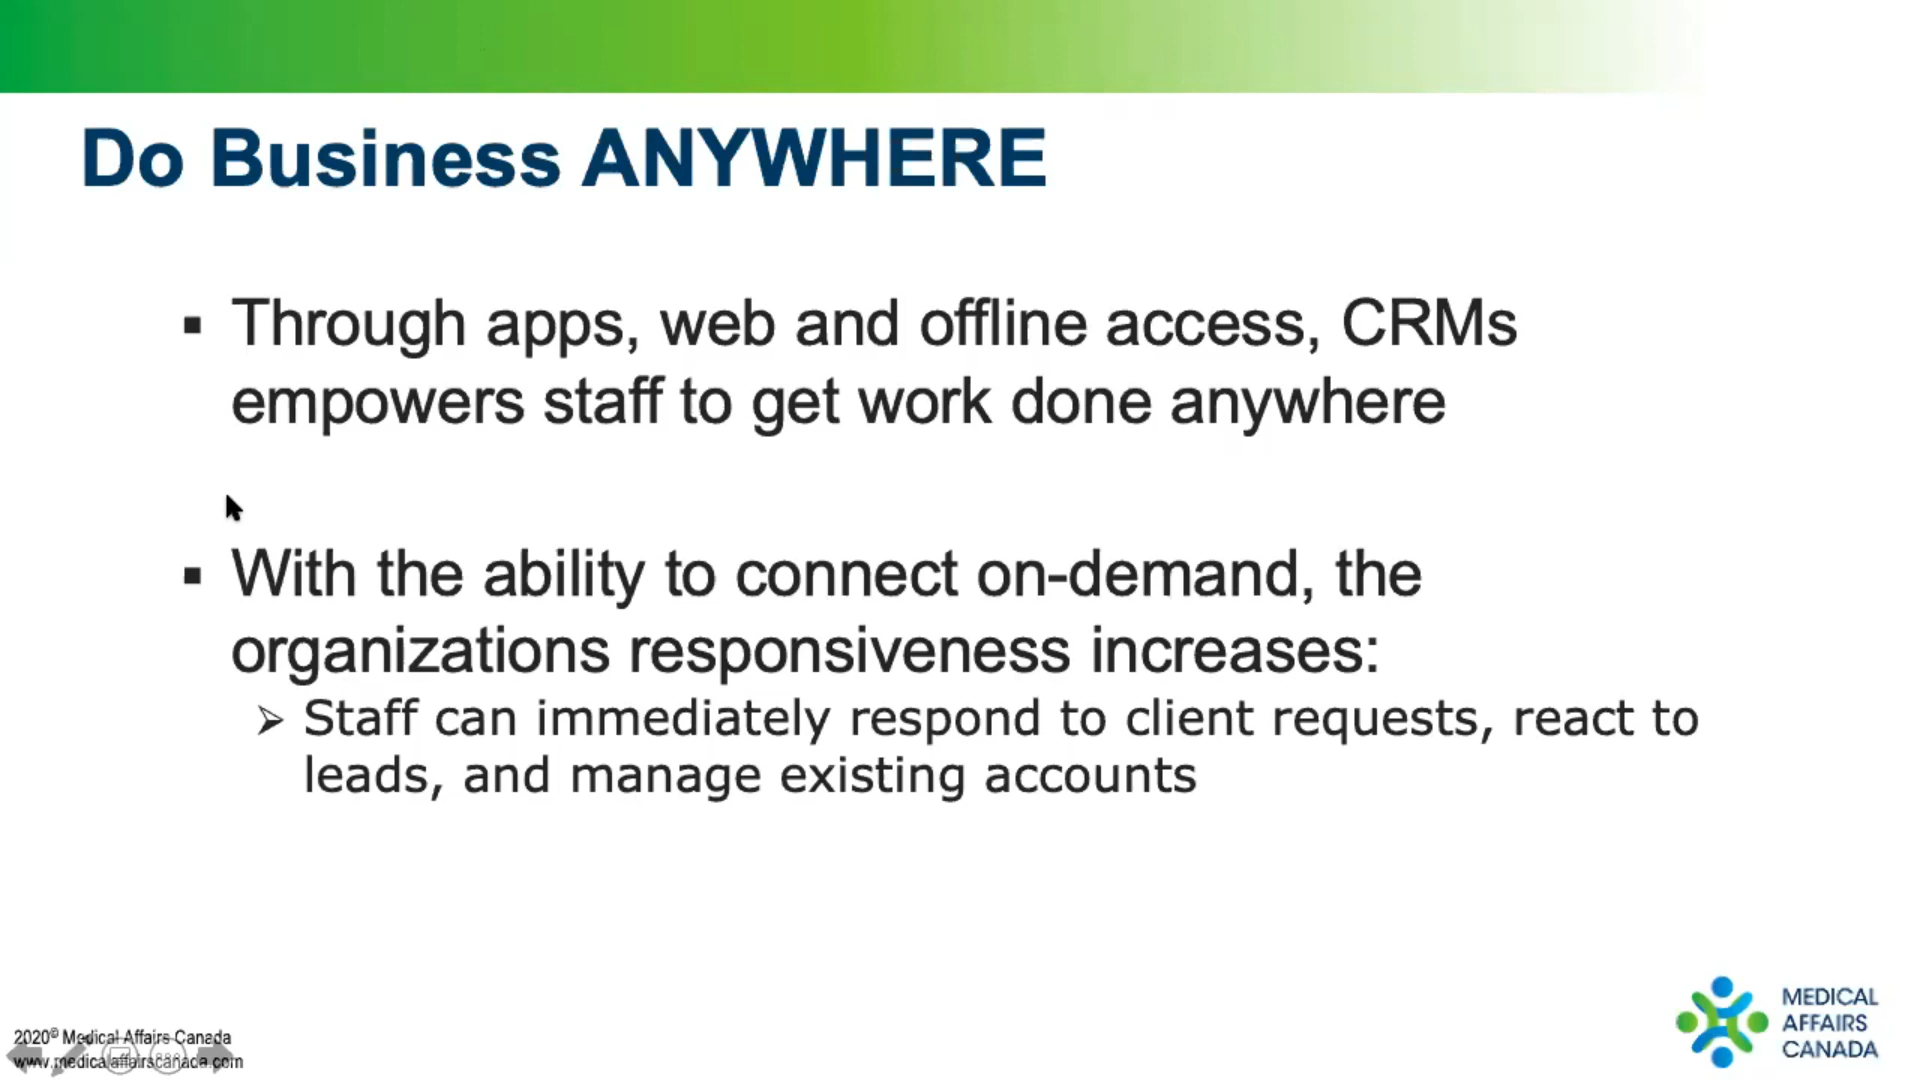 Do Business ANYWHERE
▪ Through apps, web and offline access, CRMs
empowers staff to get work done anywhere
▪ With the ability to connect on-demand, the
organizations responsiveness increases:
➢ Staff can immediately respond to client requests, react to
leads, and manage existing accounts
2020© Medical Affairs Canada
www.medicalaffairscanada.com
MEDICAL
AFFAIRS
CANADA